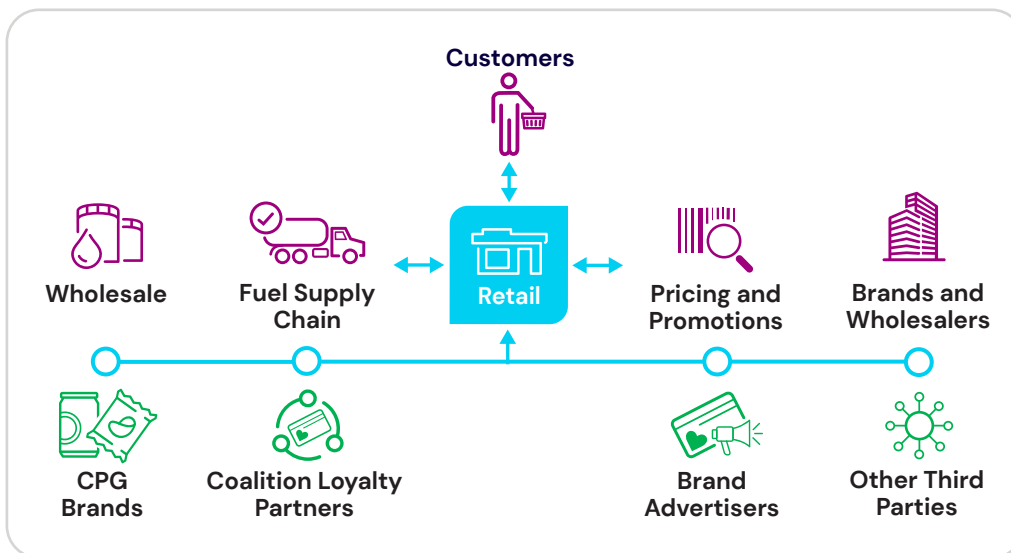 Customers
Wholesale
Fuel Supply
Chain
Retail
Pricing and
Promotions
Brands and
Wholesalers
CPG
Brands
Coalition Loyalty
Partners
Brand
Advertisers
Other Third
Parties